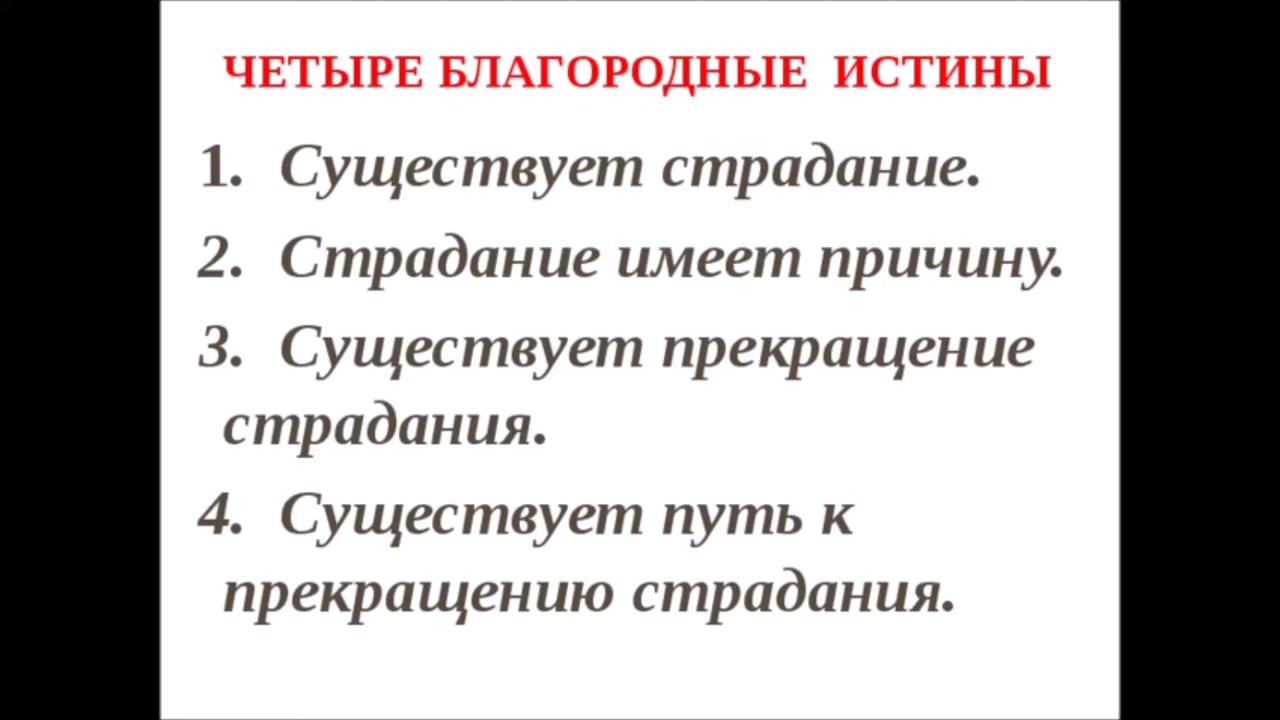 ЧЕТЫРЕ БЛАГОРОДНЫЕ ИСТИНЫ
1. Существует страдание.
2. Страдание имеет причину.
3. Существует прекращение
страдания.
4. Существует путь к
прекращению страдания.